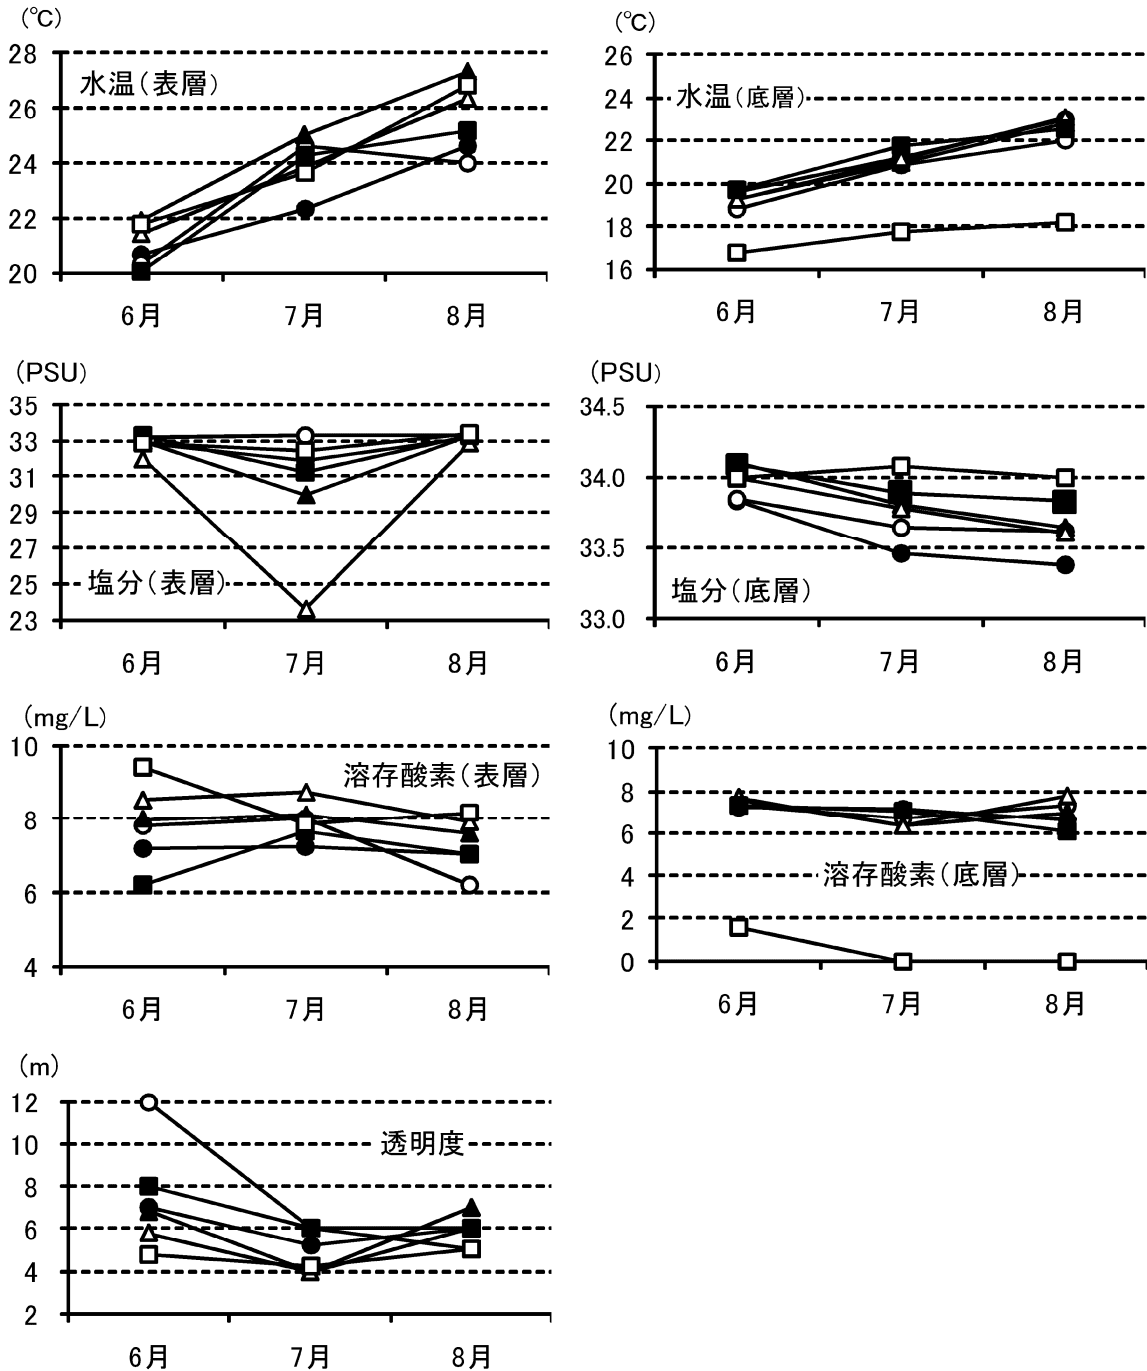 (℃)
28
水温(表層)
26
24
22
20
6月 7月 8月
(℃)
26
24
水温(底層)
22
20
18
16
6月 7月 8月
(PSU)
35
33
31
29
27
25
塩分(表層)
23
6月 7月 8月
(PSU)
34.5
34.0
33.5
塩分(底層)
33.0
6月 7月 8月
(mg/L)
10
溶存酸素(表層)
8
6
4
6月 7月 8月
(mg/L)
10
8
6
4
溶存酸素(底層)
2
0
6月 7月 8月
(m)
12
10
透明度
8
6
4
2
6月 7月 8月